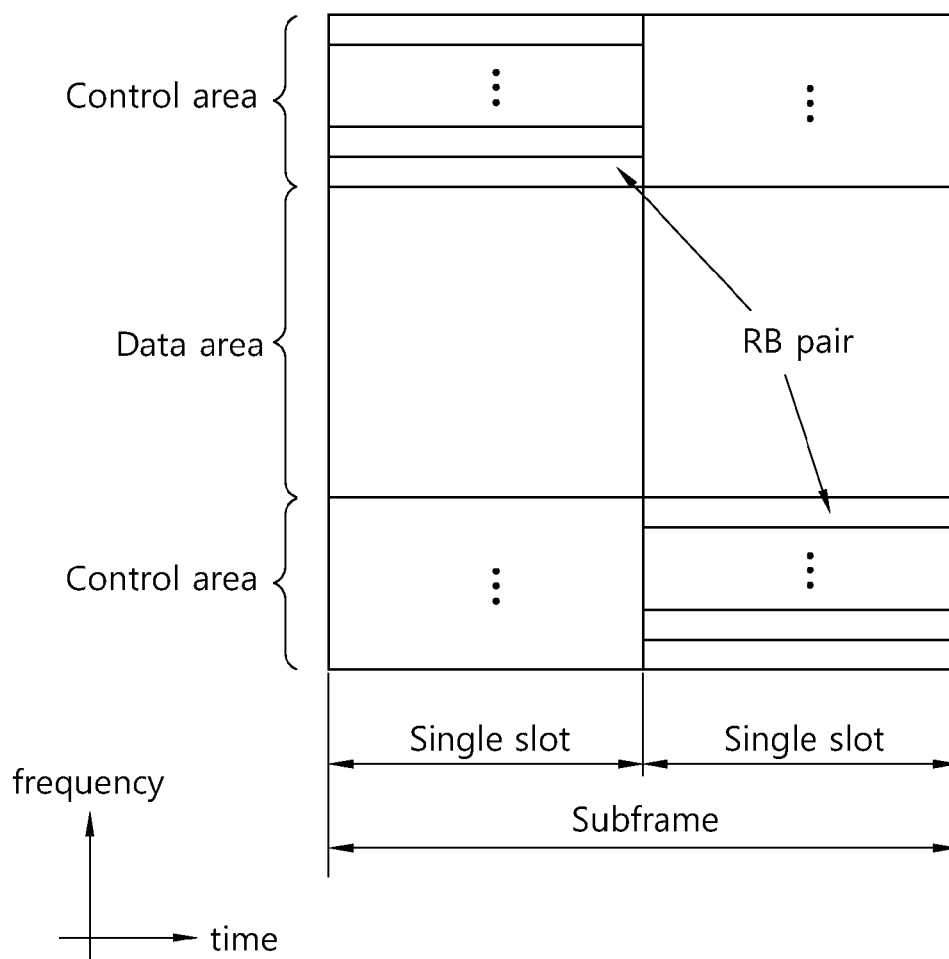 Control area
Data area
RB pair
Control area
Single slot
Single slot
Subframe
frequency
time